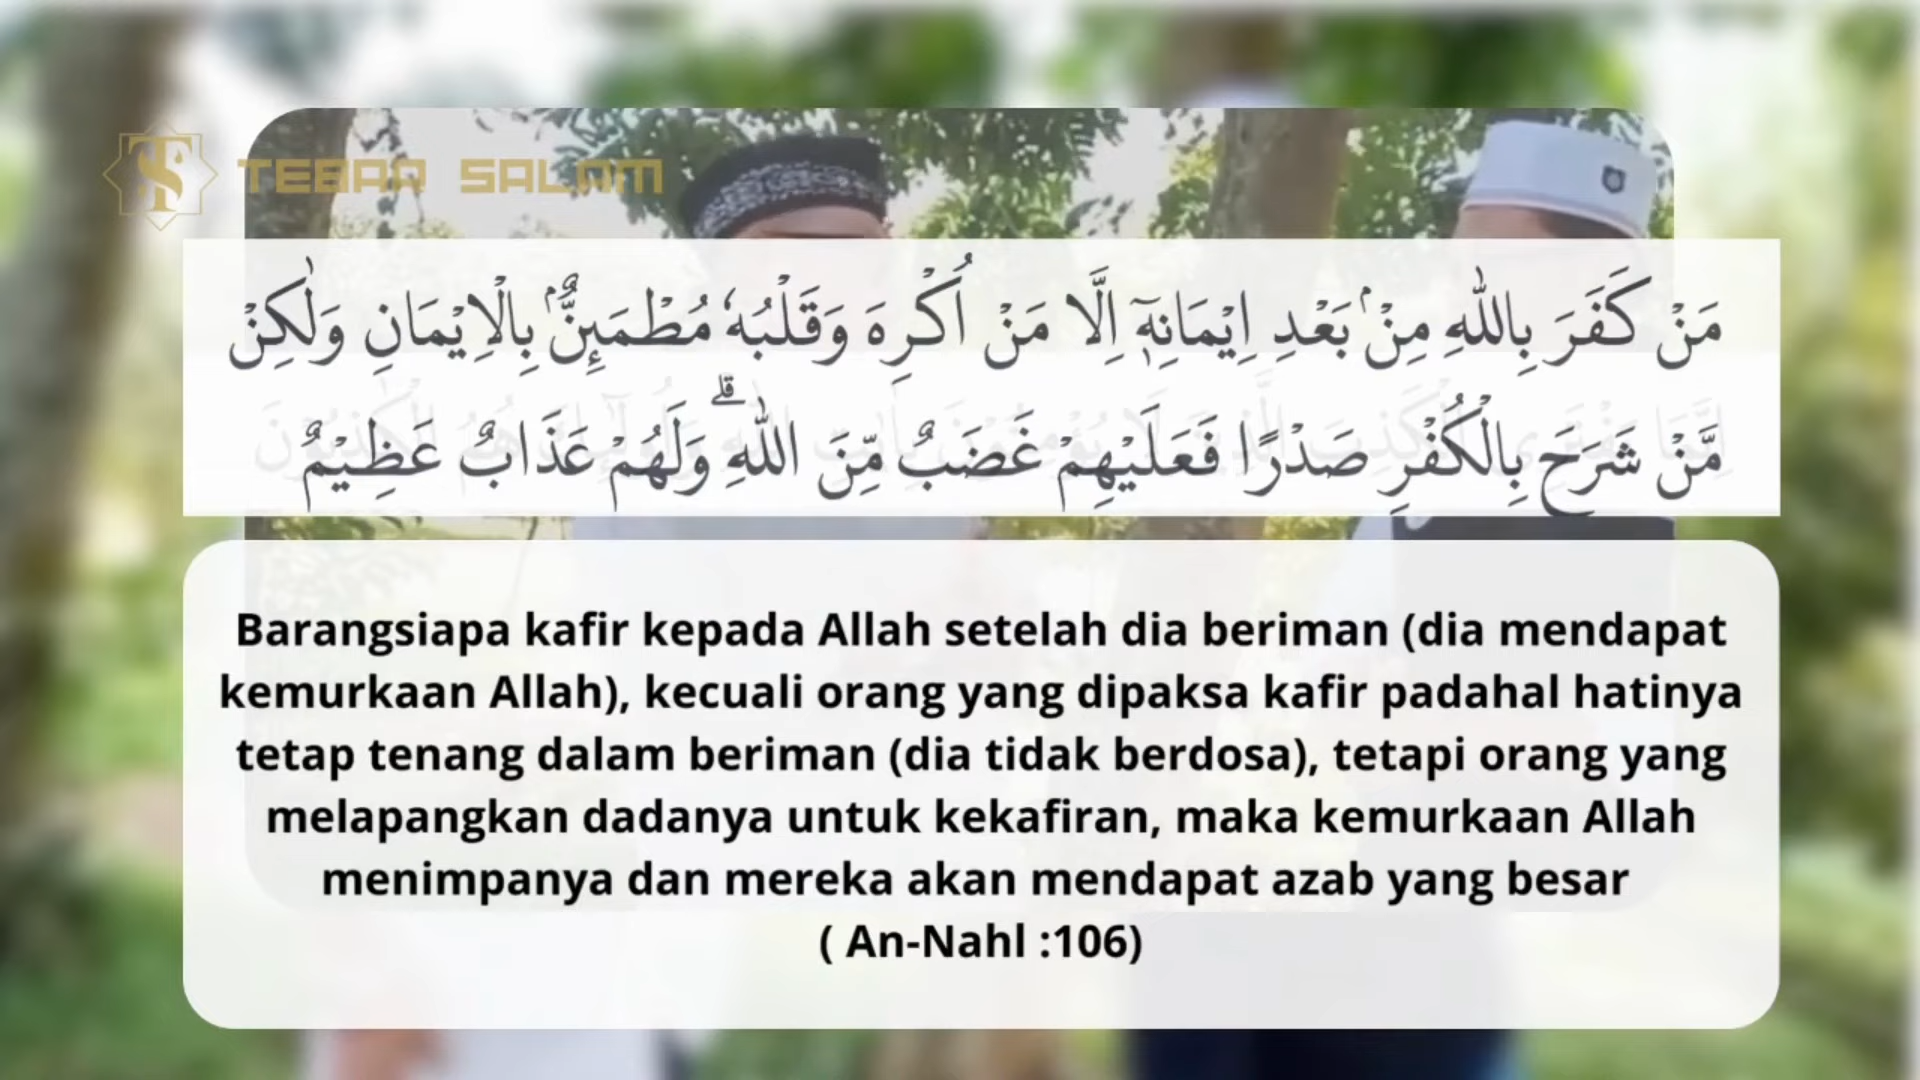 TEBAR SALAM
مَنْ كَفَرَ بِاللّٰهِ مِنْۢ بَعْدِ اِيْمَانِهٖٓ اِلَّا مَنْ اُكْرِهَ وَقَلْبُهٗ مُطْمَىِٕنٌّۢ بِالْاِيْمَانِ وَلٰكِنْ
مَّنْ شَرَحَ بِالْكُفْرِ صَدْرًا فَعَلَيْهِمْ غَضَبٌ مِّنَ اللّٰهِ ۗوَلَهُمْ عَذَابٌ عَظِيْمٌ
Barangsiapa kafir kepada Allah setelah dia beriman (dia mendapat
kemurkaan Allah), kecuali orang yang dipaksa kafir padahal hatinya
tetap tenang dalam beriman (dia tidak berdosa), tetapi orang yang
melapangkan dadanya untuk kekafiran, maka kemurkaan Allah
menimpanya dan mereka akan mendapat azab yang besar
( An-Nahl :106)